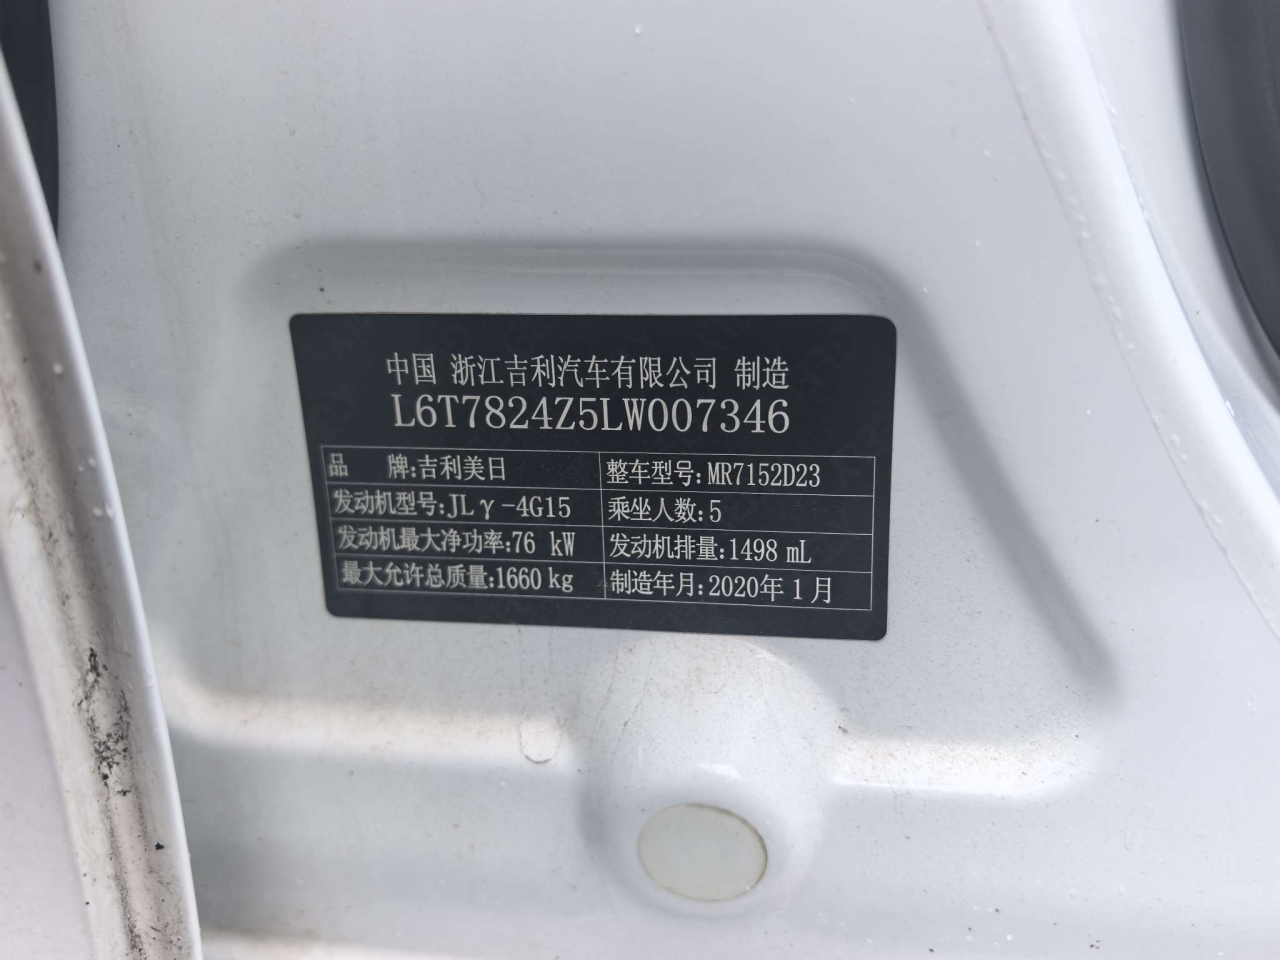 中国 浙江吉利汽车有限公司 制造
L6T7824Z5LW007346
品 牌:吉利美日 整车型号:MR7152D23
发动机型号:JLγ-4G15 乘坐人数:5
发动机最大净功率:76 kW 发动机排量:1498 mL
最大允许总质量:1660 kg 制造年月:2020年1月